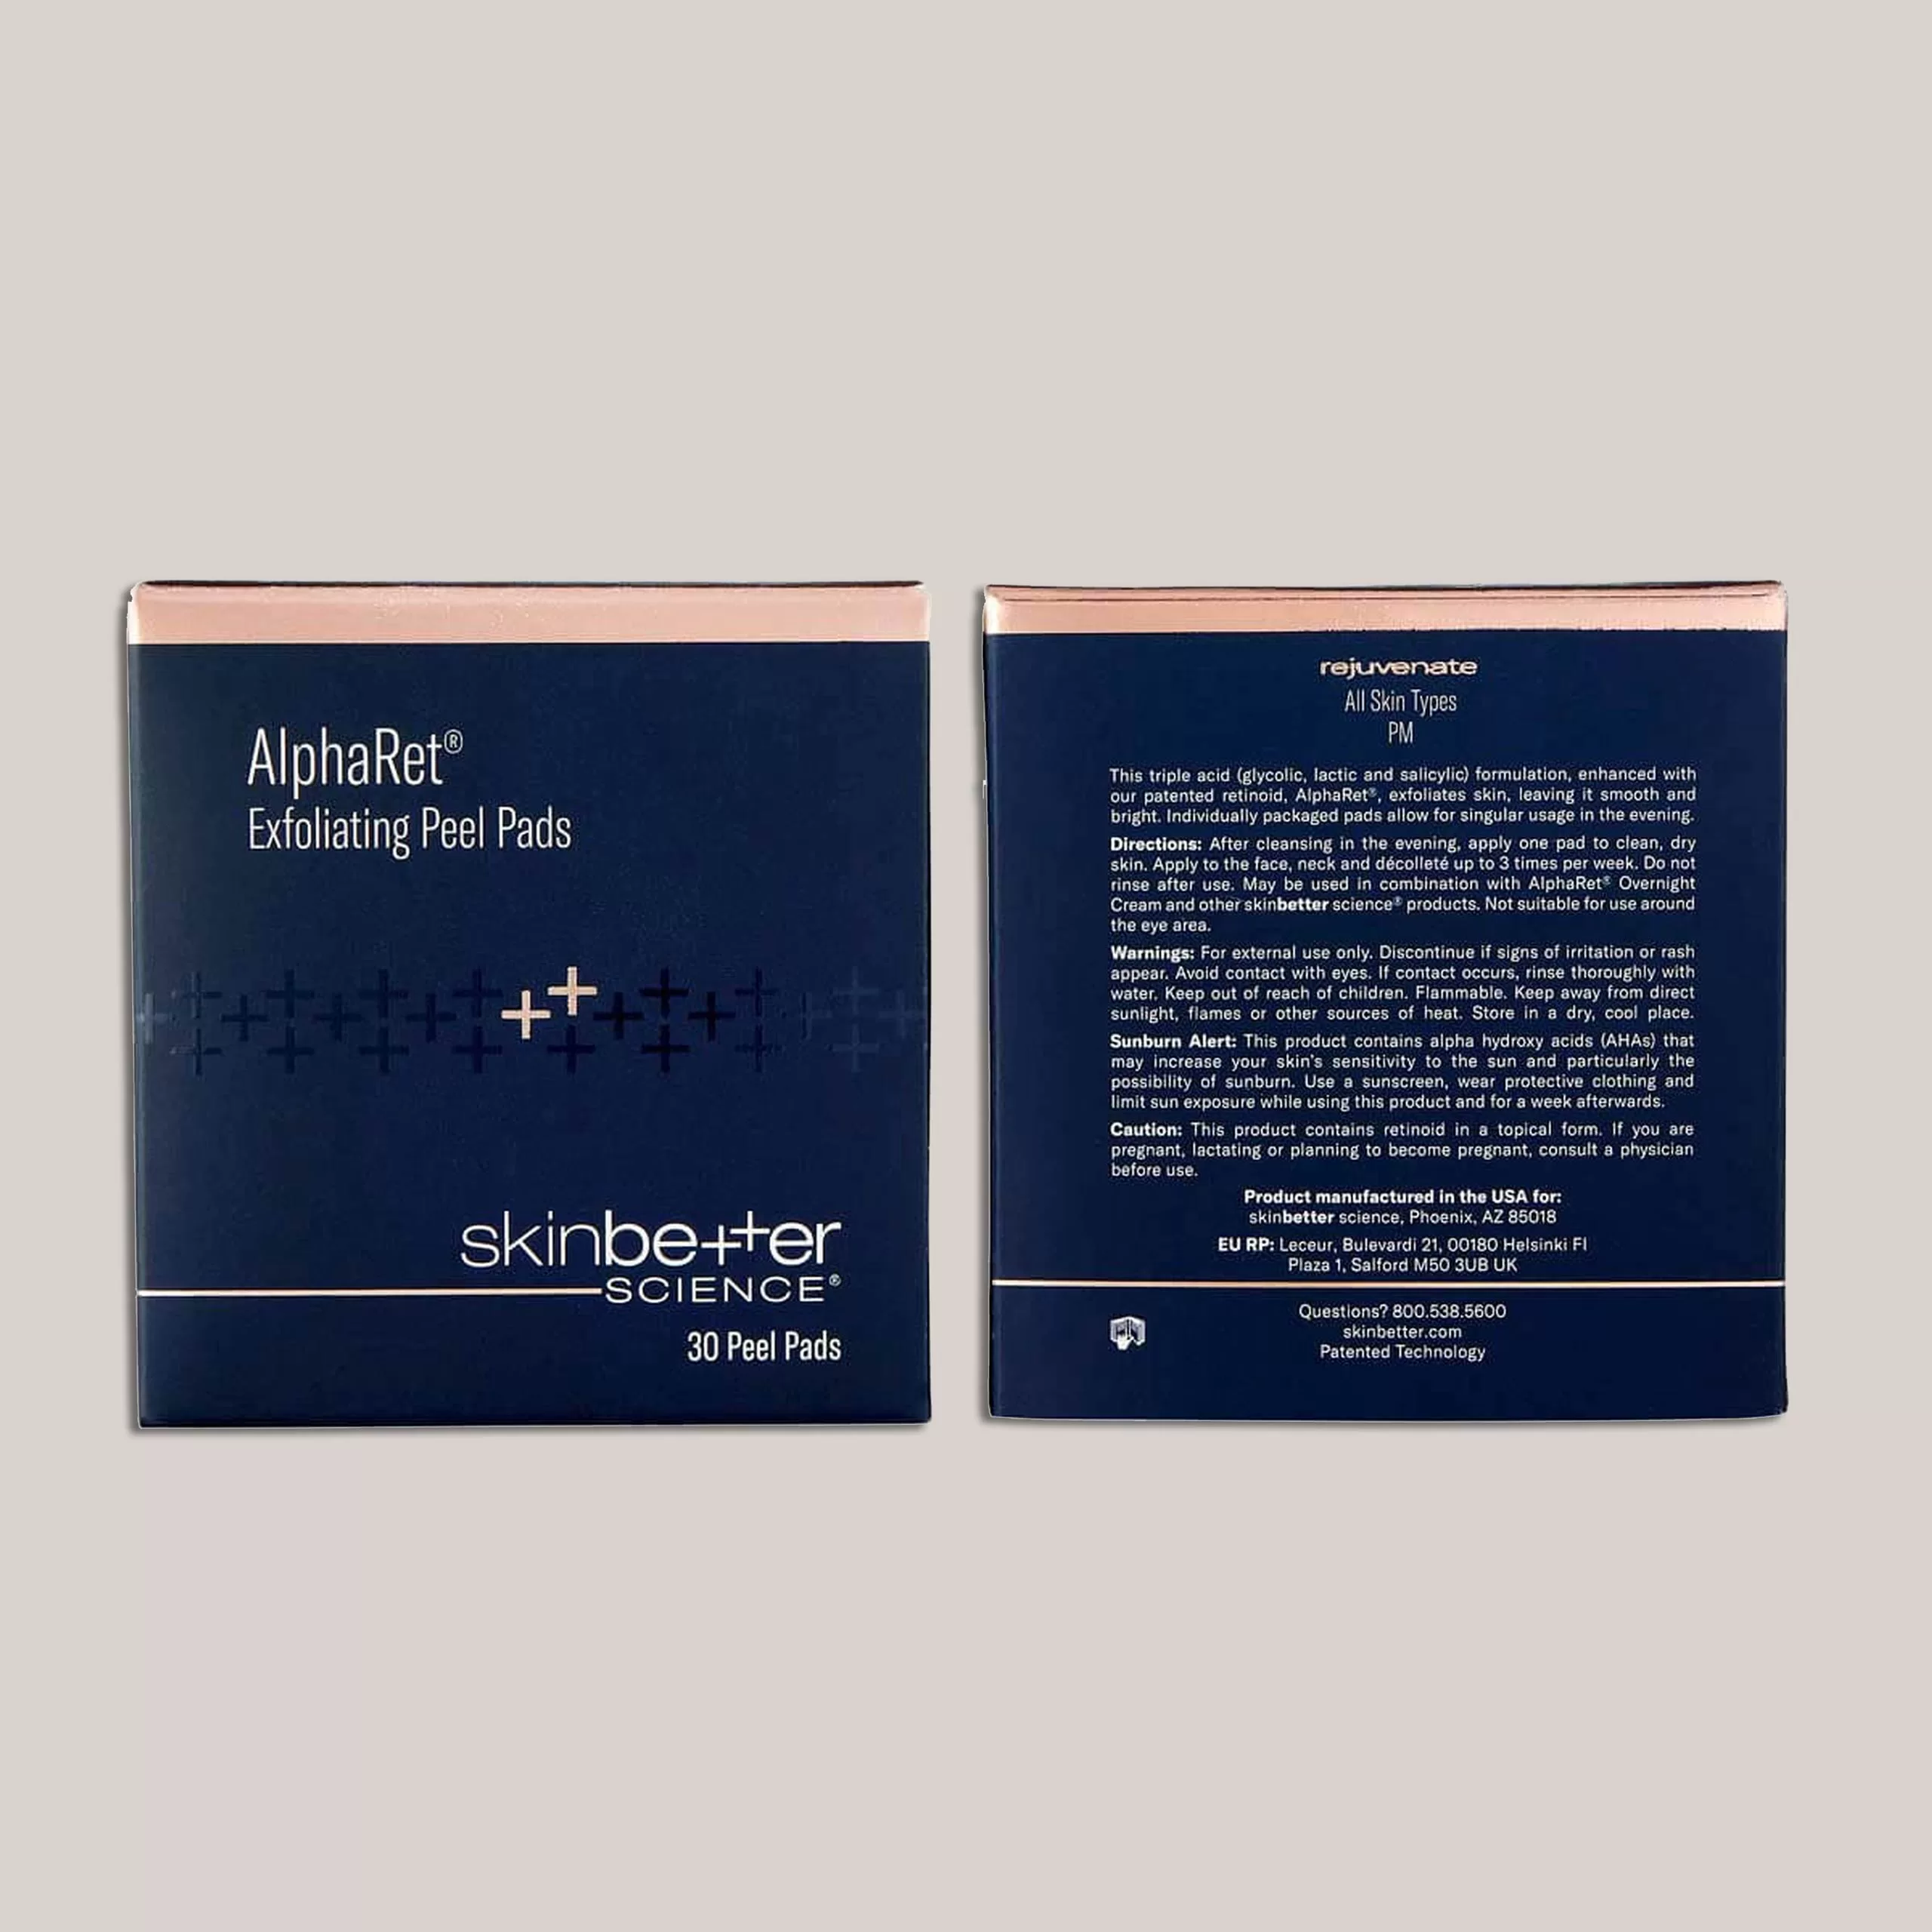 AlphaRet®
Exfoliating Peel Pads
skinbetter
SCIENCE®
30 Peel Pads
rejuvenate
All Skin Types
PM
This triple acid (glycolic, lactic and salicylic) formulation, enhanced with
our patented retinoid, AlphaRet®, exfoliates skin, leaving it smooth and
bright. Individually packaged pads allow for singular usage in the evening.
Directions: After cleansing in the evening, apply one pad to clean, dry
skin. Apply to the face, neck and décolleté up to 3 times per week. Do not
rinse after use. May be used in combination with AlphaRet® Overnight
Cream and other skinbetter science® products. Not suitable for use around
the eye area.
Warnings: For external use only. Discontinue if signs of irritation or rash
appear. Avoid contact with eyes. If contact occurs, rinse thoroughly with
water. Keep out of reach of children. Flammable. Keep away from direct
sunlight, flames or other sources of heat. Store in a dry, cool place.
Sunburn Alert: This product contains alpha hydroxy acids (AHAs) that
may increase your skin's sensitivity to the sun and particularly the
possibility of sunburn. Use a sunscreen, wear protective clothing and
limit sun exposure while using this product and for a week afterwards.
Caution: This product contains retinoid in a topical form. If you are
pregnant, lactating or planning to become pregnant, consult a physician
before use.
Product manufactured in the USA for:
skinbetter science, Phoenix, AZ 85018
EU RP: Leceur, Bulevardi 21, 00180 Helsinki FI
Plaza 1, Salford M50 3UB UK
Questions? 800.538.5600
skinbetter.com
Patented Technology